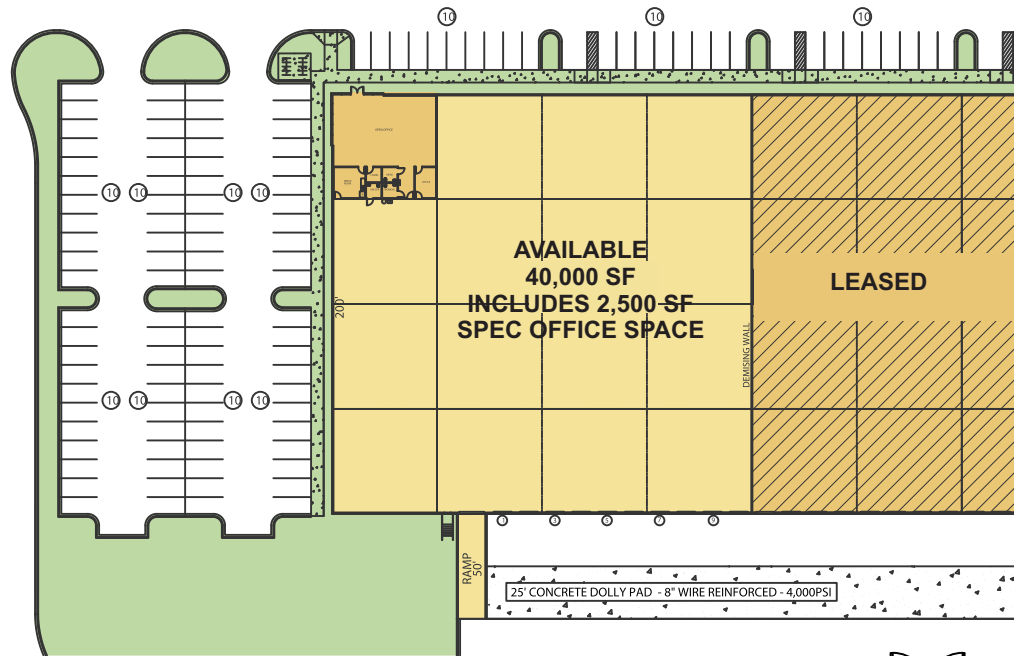 10
10
10
10
10
10
10
AVAILABLE
40,000 SF
INCLUDES 2,500 SF
SPEC OFFICE SPACE
LEASED
200'
DEMISING WALL
10
10
10
10
1
3
5
7
9
RAMP
50'
25' CONCRETE DOLLY PAD - 8" WIRE REINFORCED - 4,000PSI